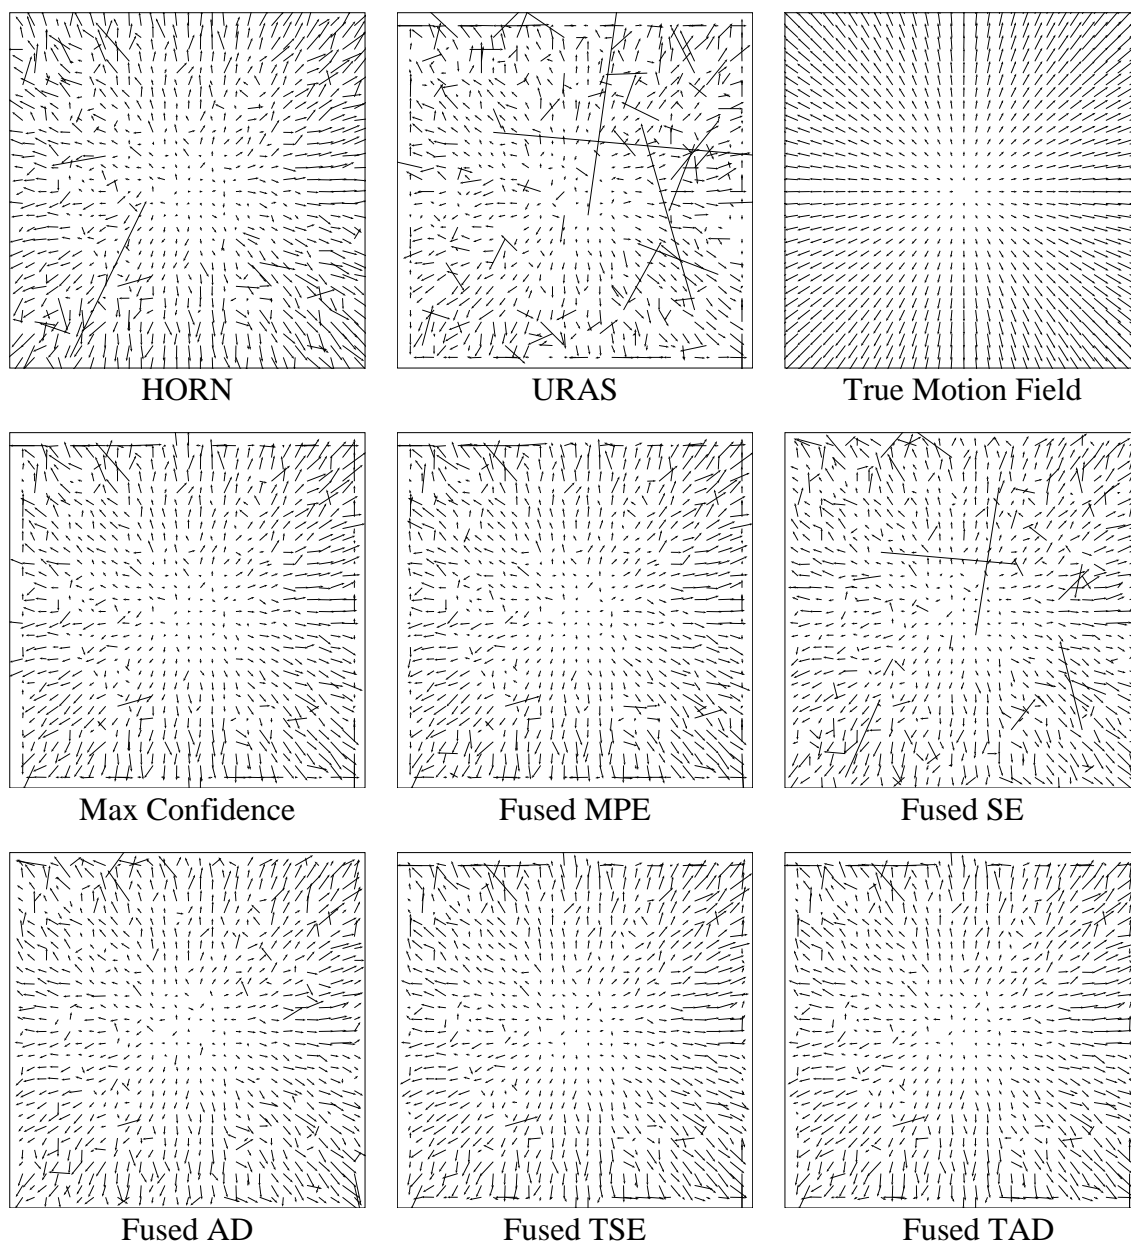 HORN
URAS
True Motion Field
Max Confidence
Fused MPE
Fused SE
Fused AD
Fused TSE
Fused TAD